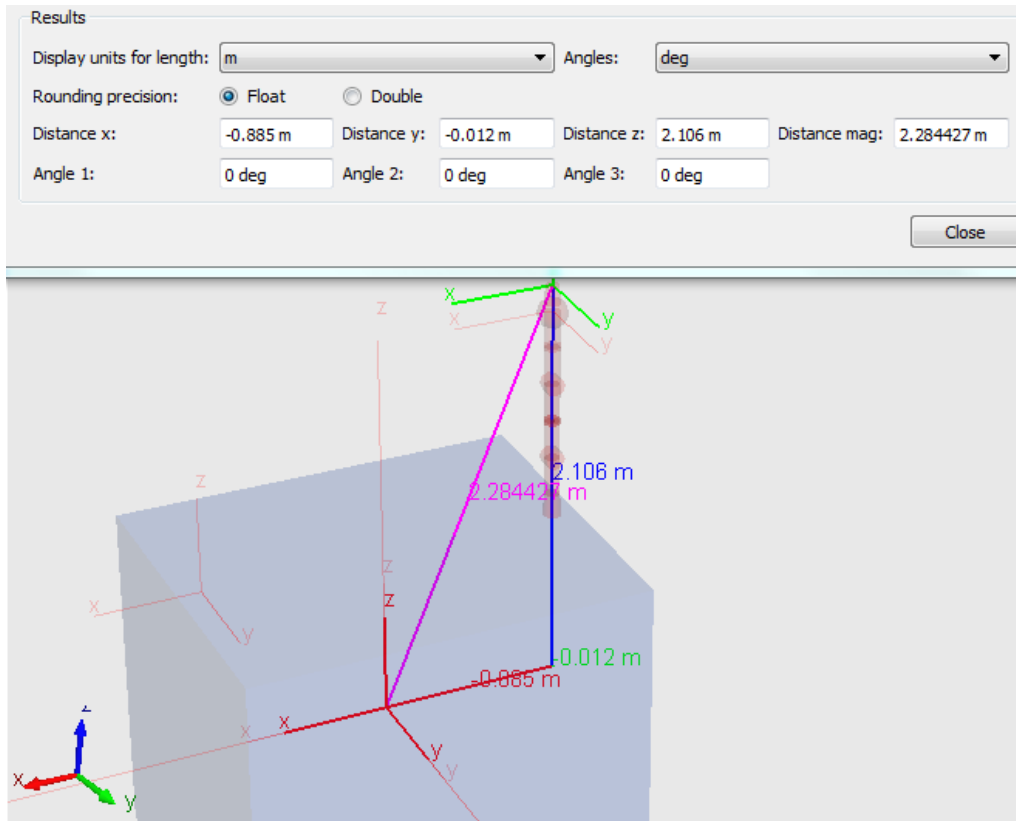 Results
Display units for length: m Angles: deg
Rounding precision: Float Double
Distance x: -0.885 m Distance y: -0.012 m Distance z: 2.106 m Distance mag: 2.284427 m
Angle 1: 0 deg Angle 2: 0 deg Angle 3: 0 deg
Close
x
z
x
y
y
2.106 m
z
2.284427 m
z
z
x
y
-0.012 m
-0.885 m
z
x
x
y
y
x
y